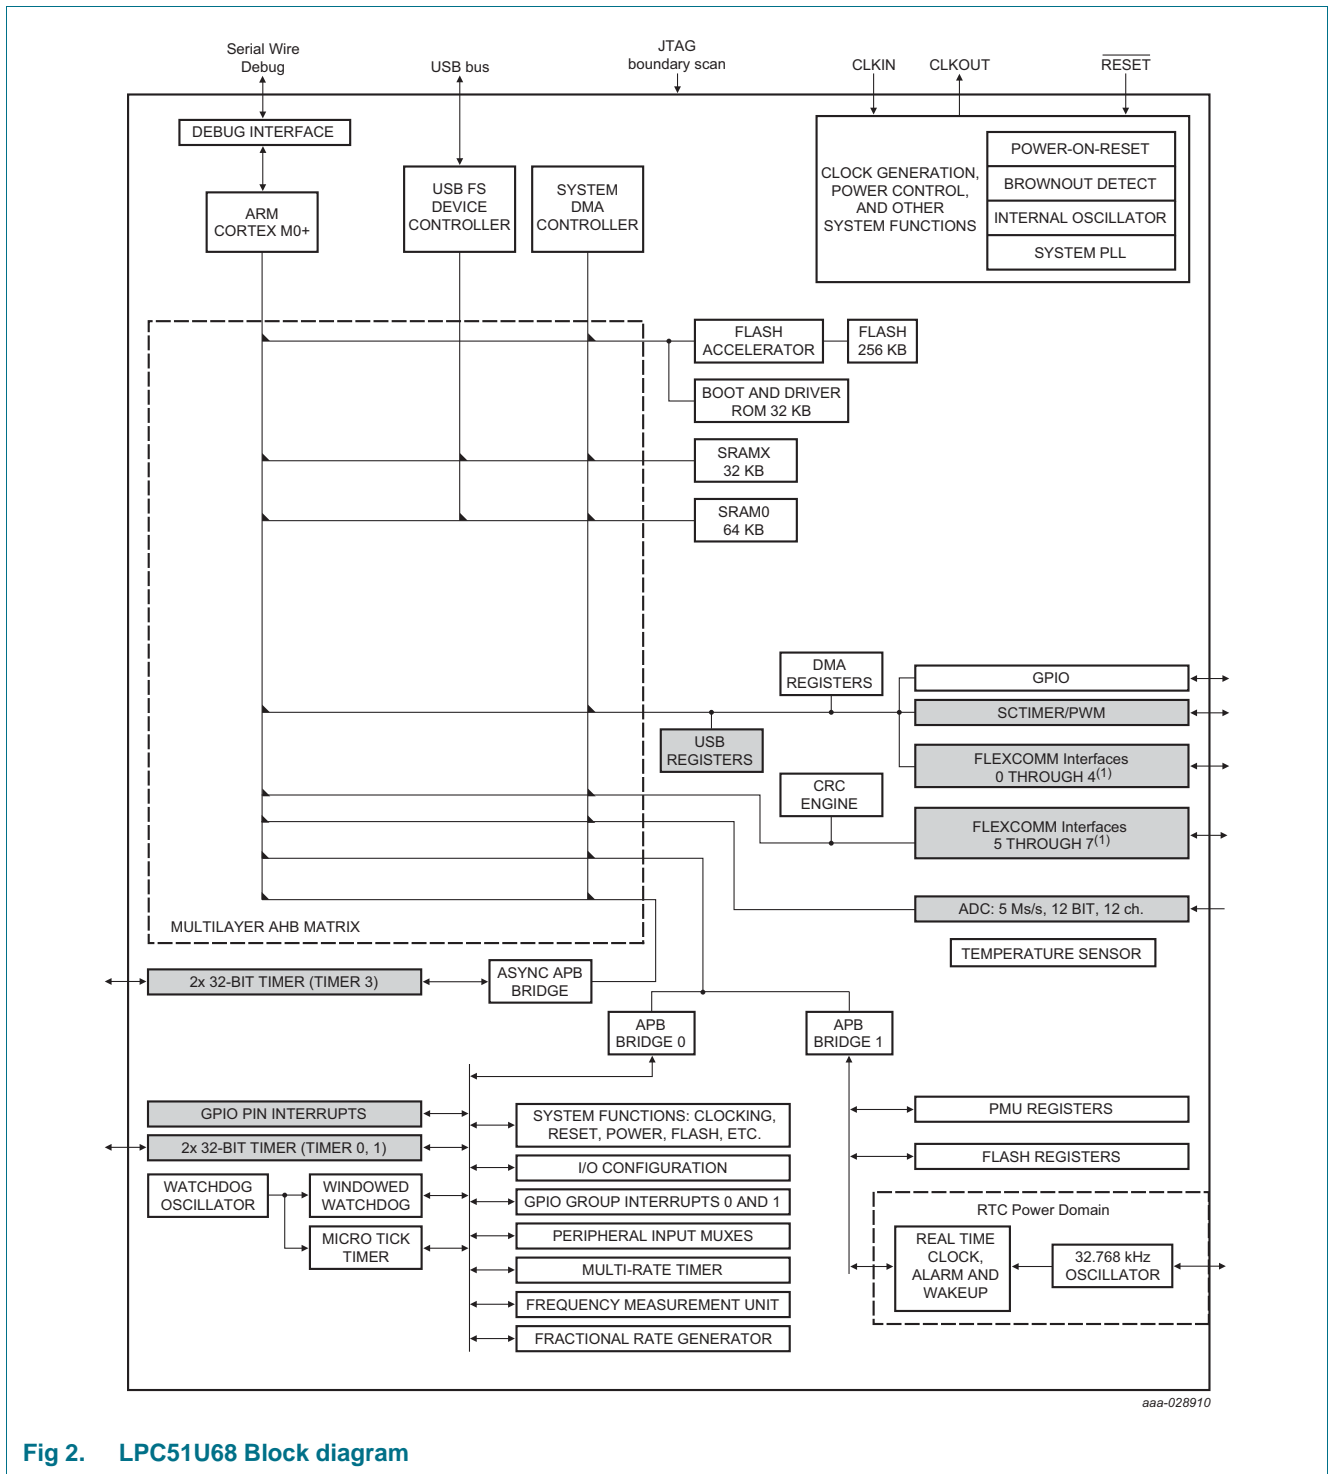 Serial Wire
Debug
USB bus
JTAG
boundary scan
CLKIN
CLKOUT
RESET
DEBUG INTERFACE
ARM
CORTEX M0+
USB FS
DEVICE
CONTROLLER
SYSTEM
DMA
CONTROLLER
CLOCK GENERATION,
POWER CONTROL,
AND OTHER
SYSTEM FUNCTIONS
POWER-ON-RESET
BROWNOUT DETECT
INTERNAL OSCILLATOR
SYSTEM PLL
FLASH
ACCELERATOR
FLASH
256 KB
BOOT AND DRIVER
ROM 32 KB
SRAMX
32 KB
SRAM0
64 KB
DMA
REGISTERS
GPIO
SCTIMER/PWM
USB
REGISTERS
FLEXCOMM Interfaces
0 THROUGH 4(1)
CRC
ENGINE
FLEXCOMM Interfaces
5 THROUGH 7(1)
ADC: 5 Ms/s, 12 BIT, 12 ch.
MULTILAYER AHB MATRIX
TEMPERATURE SENSOR
2x 32-BIT TIMER (TIMER 3)
ASYNC APB
BRIDGE
APB
BRIDGE 0
APB
BRIDGE 1
GPIO PIN INTERRUPTS
2x 32-BIT TIMER (TIMER 0, 1)
WATCHDOG
OSCILLATOR
WINDOWED
WATCHDOG
MICRO TICK
TIMER
SYSTEM FUNCTIONS: CLOCKING,
RESET, POWER, FLASH, ETC.
I/O CONFIGURATION
GPIO GROUP INTERRUPTS 0 AND 1
PERIPHERAL INPUT MUXES
MULTI-RATE TIMER
FREQUENCY MEASUREMENT UNIT
FRACTIONAL RATE GENERATOR
PMU REGISTERS
FLASH REGISTERS
RTC Power Domain
REAL TIME
CLOCK,
ALARM AND
WAKEUP
32.768 kHz
OSCILLATOR
aaa-028910
Fig 2. LPC51U68 Block diagram